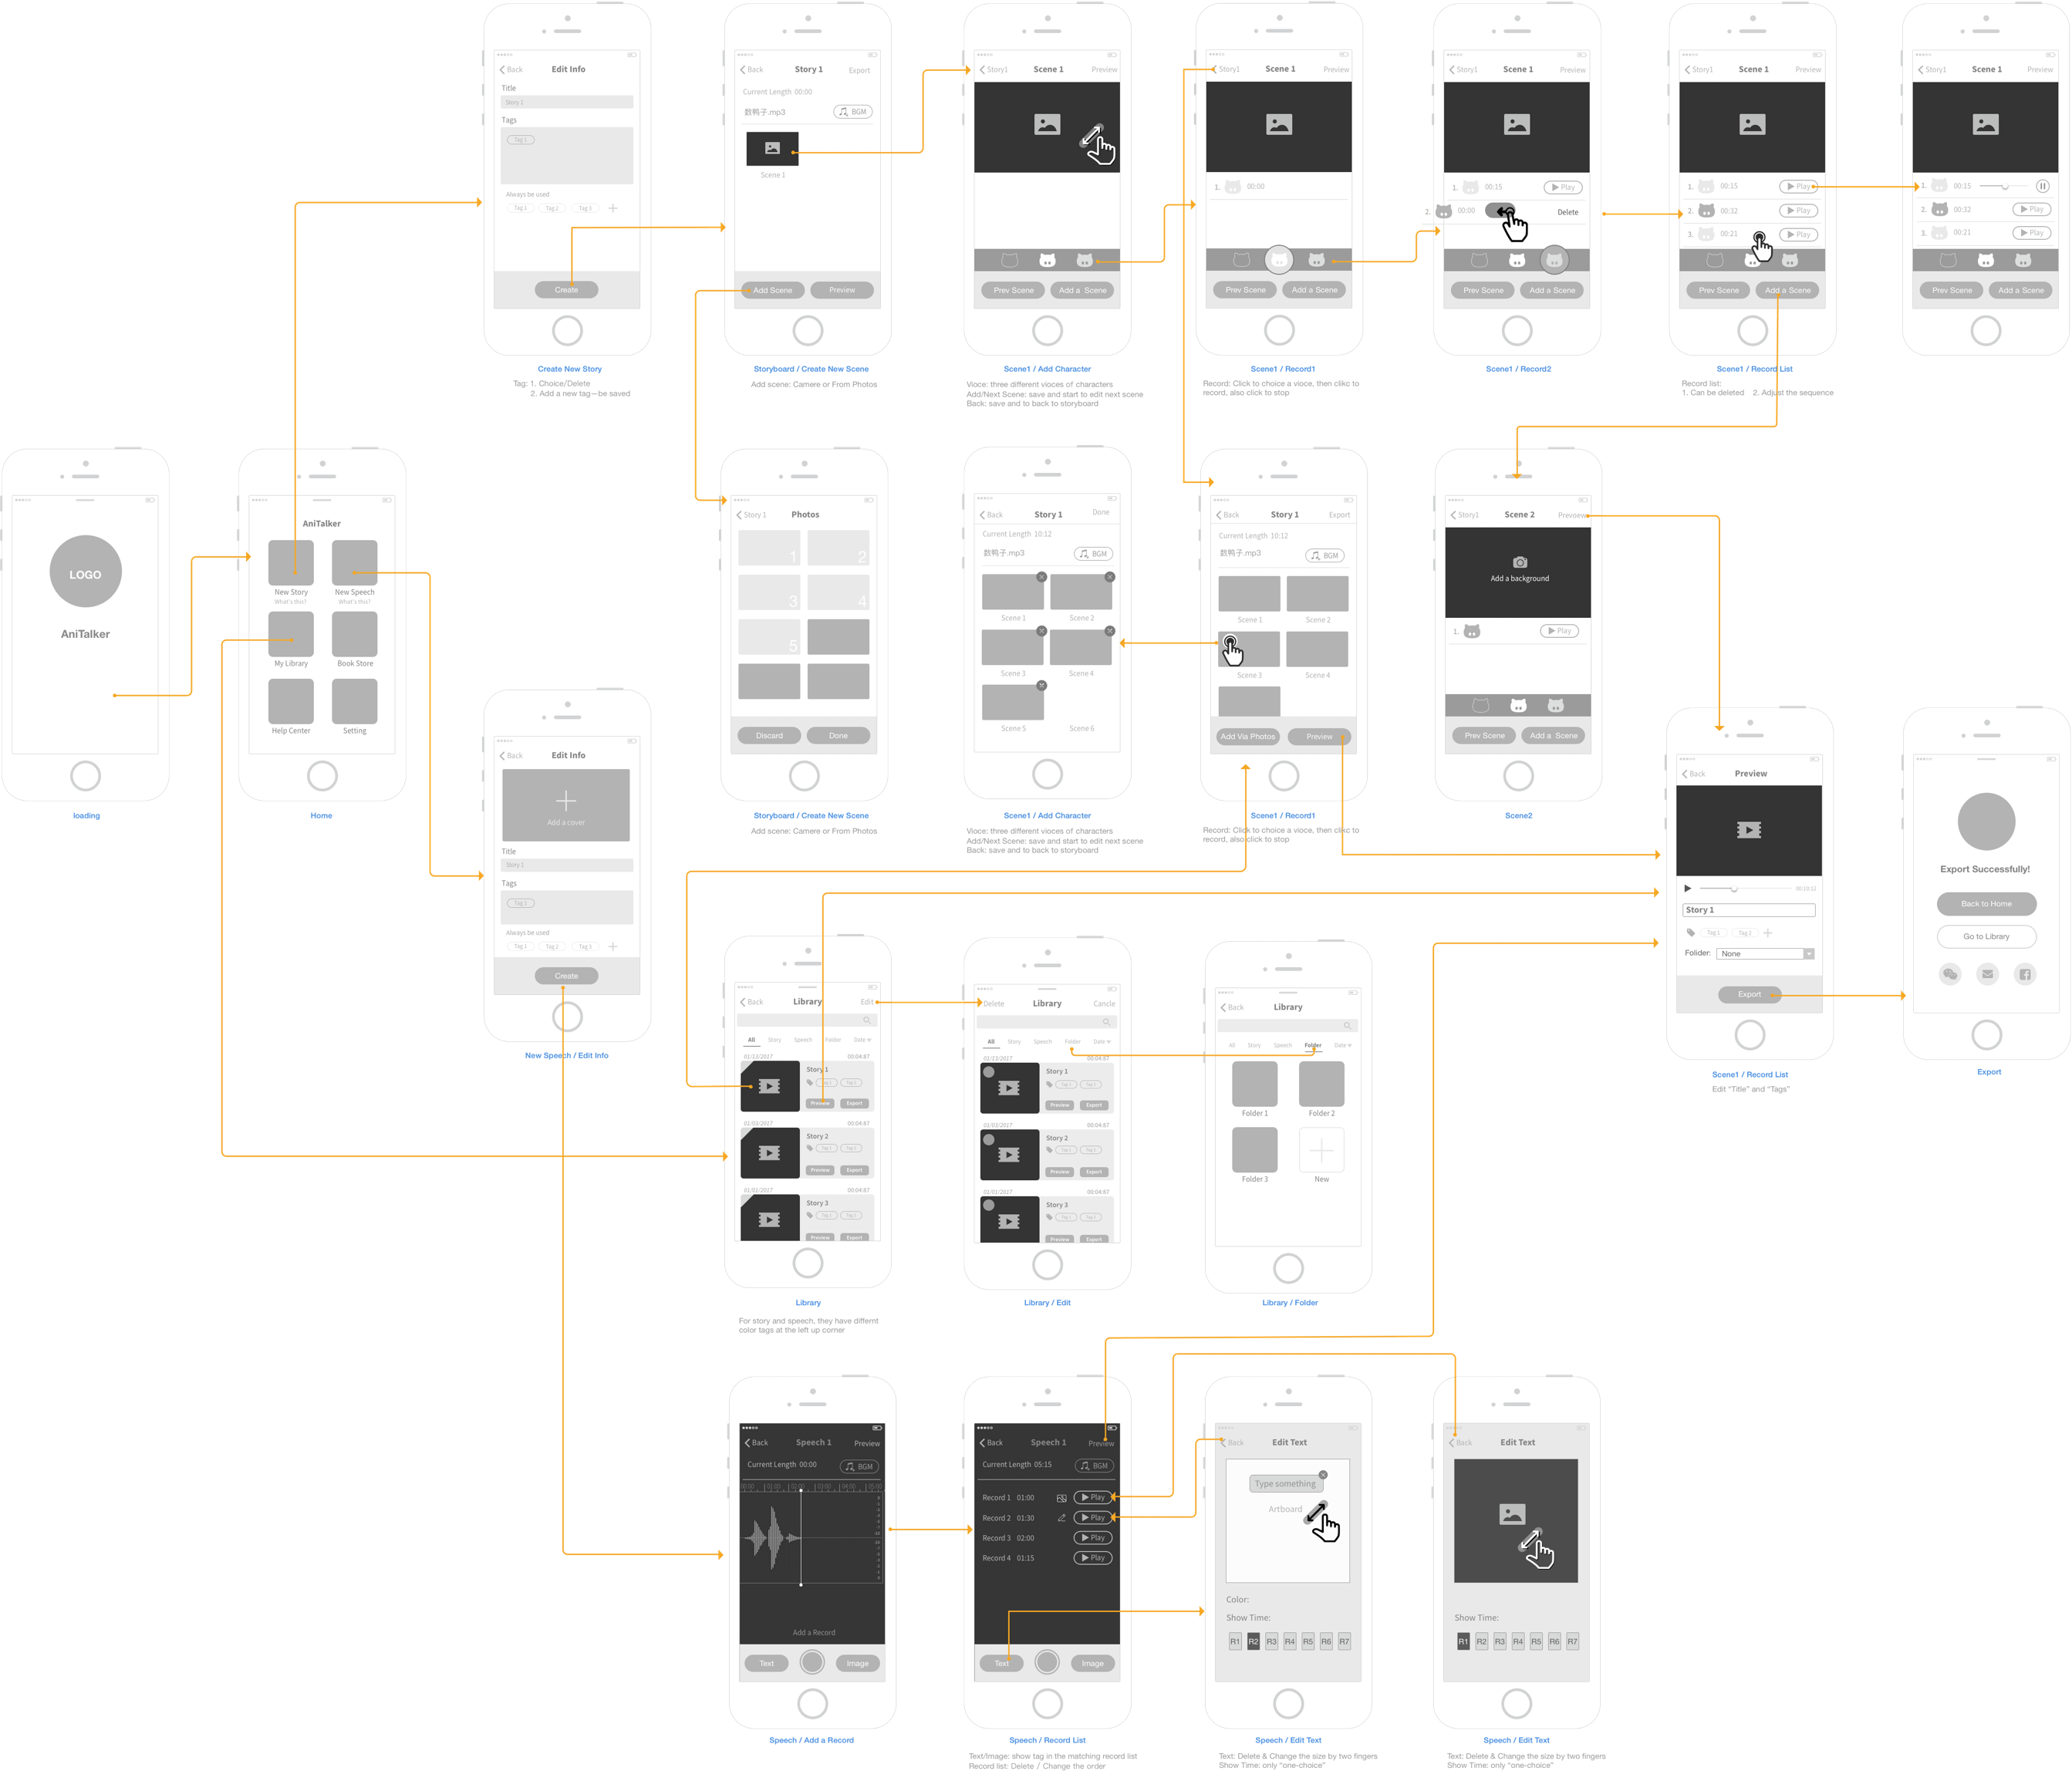 Back
Edit Info
Title
Story 1
Tags
Tag 1
Always be used
Tag 1
Tag 2
Tag 3
Create
Create New Story
Tag: 1. Choice/Delete
2. Add a new tag—be saved
Back
Story 1
Export
Current Length 00:00
数鸭子.mp3
BGM
Scene 1
Add Scene
Preview
Storyboard / Create New Scene
Add scene: Camere or From Photos
Story1
Scene 1
Preview
Prev Scene
Add a Scene
Scene1 / Add Character
Vioce: three different vioces of characters
Add/Next Scene: save and start to edit next scene
Back: save and to back to storyboard
Story1
Scene 1
Preview
1. 00:00
Prev Scene
Add a Scene
Scene1 / Record1
Record: Click to choice a vioce, then clikc to
record, also click to stop
Story1
Scene 1
Preview
1. 00:15 Play
2. 00:00 Delete
Prev Scene
Add a Scene
Scene1 / Record2
Story1
Scene 1
Preview
1. 00:15 Play
2. 00:32 Play
3. 00:21 Play
Prev Scene
Add a Scene
Scene1 / Record List
Record list:
1. Can be deleted 2. Adjust the sequence
Story1
Scene 1
Preview
1. 00:15
2. 00:32 Play
3. 00:21 Play
Prev Scene
Add a Scene
LOGO
AniTalker
loading
AniTalker
New Story
What's this?
New Speech
What's this?
My Library
Book Store
Help Center
Setting
Home
Story 1
Photos
1
2
3
4
5
Discard
Done
Storyboard / Create New Scene
Add scene: Camere or From Photos
Back
Story 1
Done
Current Length 10:12
数鸭子.mp3
BGM
Scene 1
Scene 2
Scene 3
Scene 4
Scene 5
Scene 6
Scene1 / Add Character
Vioce: three different vioces of characters
Add/Next Scene: save and start to edit next scene
Back: save and to back to storyboard
Back
Story 1
Export
Current Length 10:12
数鸭子.mp3
BGM
Scene 1
Scene 2
Scene 3
Scene 4
Add Via Photos
Preview
Scene1 / Record1
Record: Click to choice a vioce, then clikc to
record, also click to stop
Story1
Scene 2
Preview
Add a background
1. Play
Prev Scene
Add a Scene
Scene2
Back
Edit Info
Add a cover
Title
Story 1
Tags
Tag 1
Always be used
Tag 1
Tag 2
Tag 3
Create
New Speech / Edit Info
Back
Preview
00:10:12
Story 1
Tag 1
Tag 2
Folider: None
Export
Scene1 / Record List
Edit “Title” and “Tags”
Export Successfully!
Back to Home
Go to Library
Export
Back
Library
Edit
All Story Speech Folder Date
01/13/2017 00:04:87
Story 1
Tag 1 Tag 2
Preview Export
01/03/2017 00:04:87
Story 2
Tag 1 Tag 2
Preview Export
01/01/2017 00:04:87
Story 3
Tag 1 Tag 2
Preview Export
Library
For story and speech, they have differnt
color tags at the left up corner
Delete
Library
Cancle
All Story Speech Folder Date
01/13/2017 00:04:87
Story 1
Tag 1 Tag 2
Preview Export
01/03/2017 00:04:87
Story 2
Tag 1 Tag 2
Preview Export
01/01/2017 00:04:87
Story 3
Tag 1 Tag 2
Preview Export
Library / Edit
Back
Library
All Story Speech Folder Date
Folder 1
Folder 2
Folder 3
New
Library / Folder
Back
Speech 1
Preview
Current Length 00:00
BGM
Add a Record
Text
Image
Speech / Add a Record
Back
Speech 1
Preview
Current Length 05:15
BGM
Record 1 01:00 Play
Record 2 01:30 Play
Record 3 02:00 Play
Record 4 01:15 Play
Text
Image
Speech / Record List
Text/Image: show tag in the matching record list
Record list: Delete / Change the order
Back
Edit Text
Type something
Artboard
Color:
Show Time:
R1 R2 R3 R4 R5 R6 R7
Speech / Edit Text
Text: Delete & Change the size by two fingers
Show Time: only “one-choice”
Back
Edit Text
Show Time:
R1 R2 R3 R4 R5 R6 R7
Speech / Edit Text
Text: Delete & Change the size by two fingers
Show Time: only “one-choice”